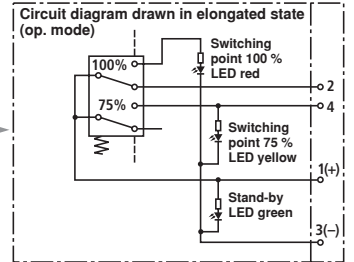 Circuit diagram drawn in elongated state
(op. mode)
Switching
point 100 %
LED red
100%
2
75%
4
Switching
point 75 %
LED yellow
1(+)
Stand-by
LED green
3(−)